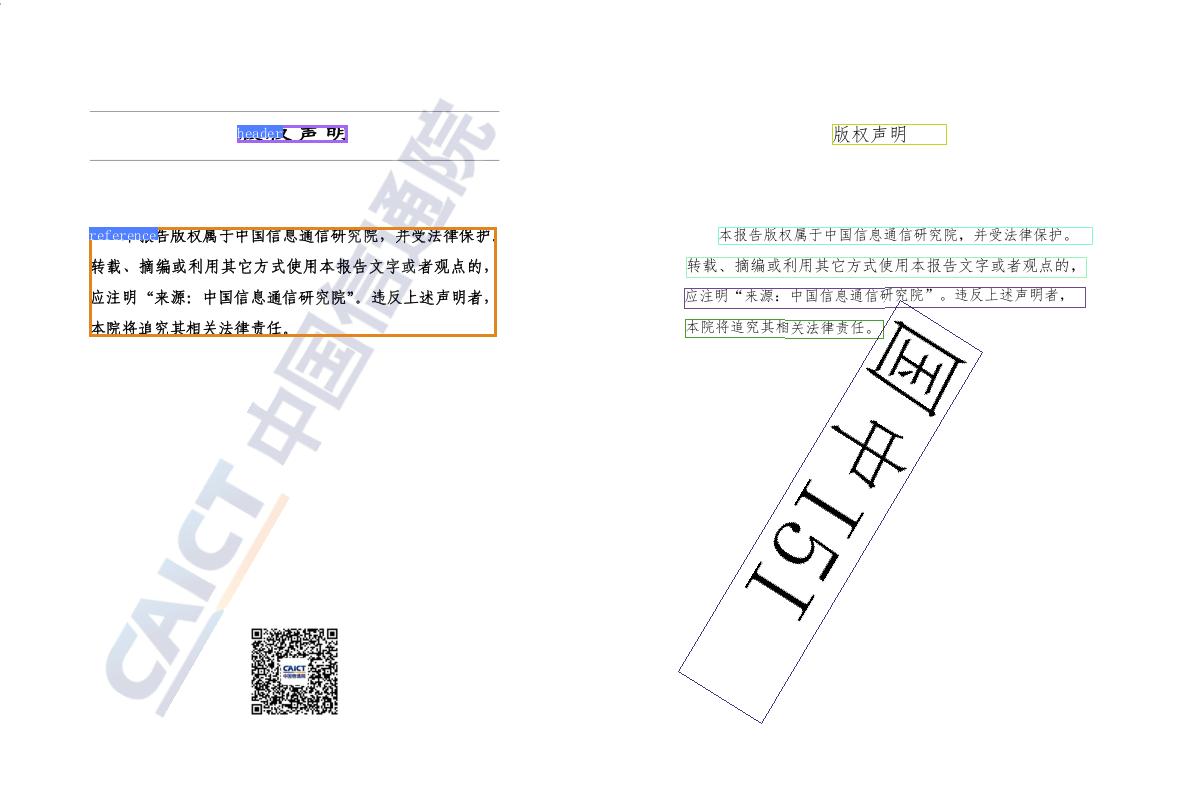 header 版权声明
reference 本报告版权属于中国信息通信研究院，并受法律保护。
转载、摘编或利用其它方式使用本报告文字或者观点的，
应注明“来源：中国信息通信研究院”。违反上述声明者，
本院将追究其相关法律责任。
CAICT 中国信通院
CAICT
中国信通院
版权声明
本报告版权属于中国信息通信研究院，并受法律保护。
转载、摘编或利用其它方式使用本报告文字或者观点的，
应注明“来源：中国信息通信研究院”。违反上述声明者，
本院将追究其相关法律责任。
I5I中国